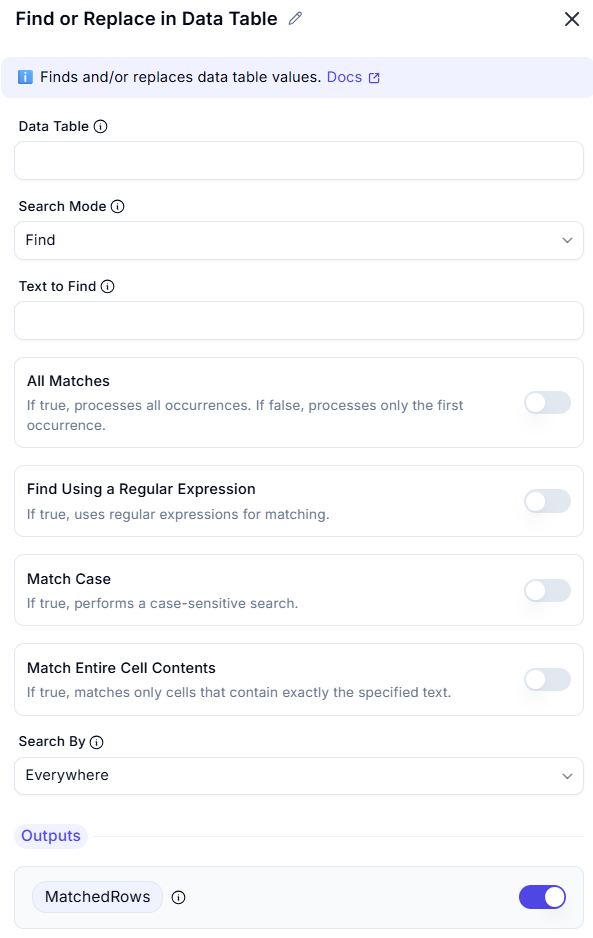 Find or Replace in Data Table
Finds and/or replaces data table values. Docs
Data Table
Search Mode
Find
Text to Find
All Matches
If true, processes all occurrences. If false, processes only the first
occurrence.
Find Using a Regular Expression
If true, uses regular expressions for matching.
Match Case
If true, performs a case-sensitive search.
Match Entire Cell Contents
If true, matches only cells that contain exactly the specified text.
Search By
Everywhere
Outputs
MatchedRows